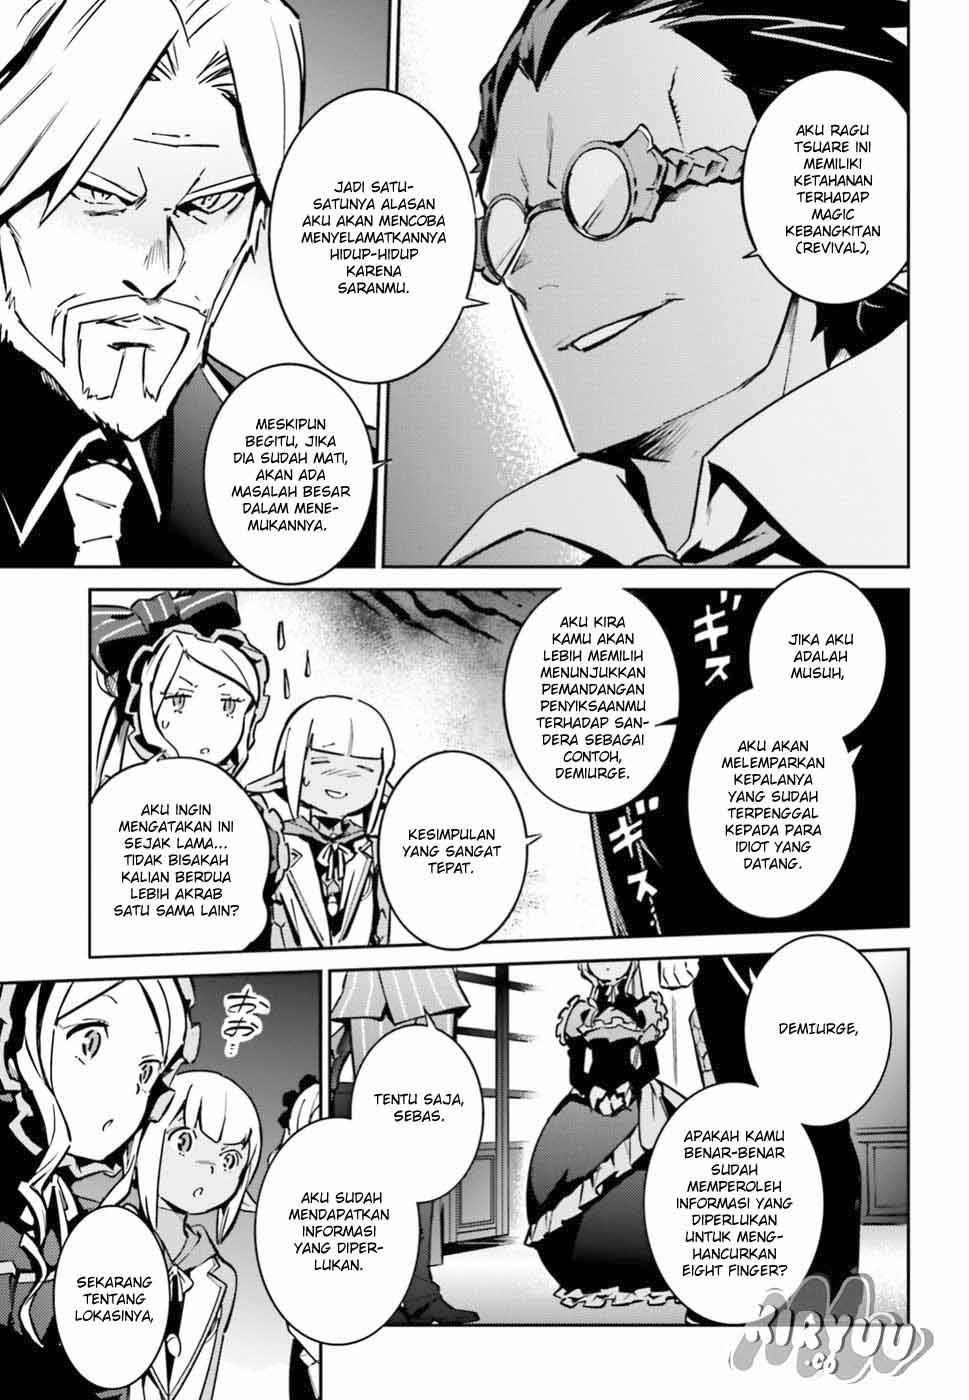 AKU RAGU
TSUARE INI
MEMILIKI
KETAHANAN
TERHADAP
MAGIC
KEBANGKITAN
(REVIVAL),
JADI SATU-
SATUNYA ALASAN
AKU AKAN MENCOBA
MENYELAMATKANNYA
HIDUP-HIDUP
KARENA
SARANMU.
MESKIPUN
BEGITU, JIKA
DIA SUDAH MATI,
AKAN ADA
MASALAH BESAR
DALAM MENE-
MUKANNYA.
JIKA AKU
ADALAH
MUSUH,
AKU AKAN
MELEMPARKAN
KEPALANYA
YANG SUDAH
TERPENGGAL
KEPADA PARA
IDIOT YANG
DATANG.
ギス
AKU KIRA
KAMU AKAN
LEBIH MEMILIH
MENUNJUKKAN
PEMANDANGAN
PENYIKSAANMU
TERHADAP SAN-
DERA SEBAGAI
CONTOH,
DEMIURGE.
ギス
KESIMPULAN
YANG SANGAT
TEPAT.
AKU INGIN
MENGATAKAN INI
SEJAK LAMA...
TIDAK BISAKAH
KALIAN BERDUA
LEBIH AKRAB
SATU SAMA LAIN?
DEMIURGE,
APAKAH KAMU
BENAR-BENAR
SUDAH
MEMPEROLEH
INFORMASI YANG
DIPERLUKAN
UNTUK MENG-
HANCURKAN
EIGHT FINGER?
TENTU SAJA,
SEBAS.
AKU SUDAH
MENDAPATKAN
INFORMASI
YANG DIPER-
LUKAN.
おお…
SEKARANG
TENTANG
LOKASINYA,
KIRYUU
.CO